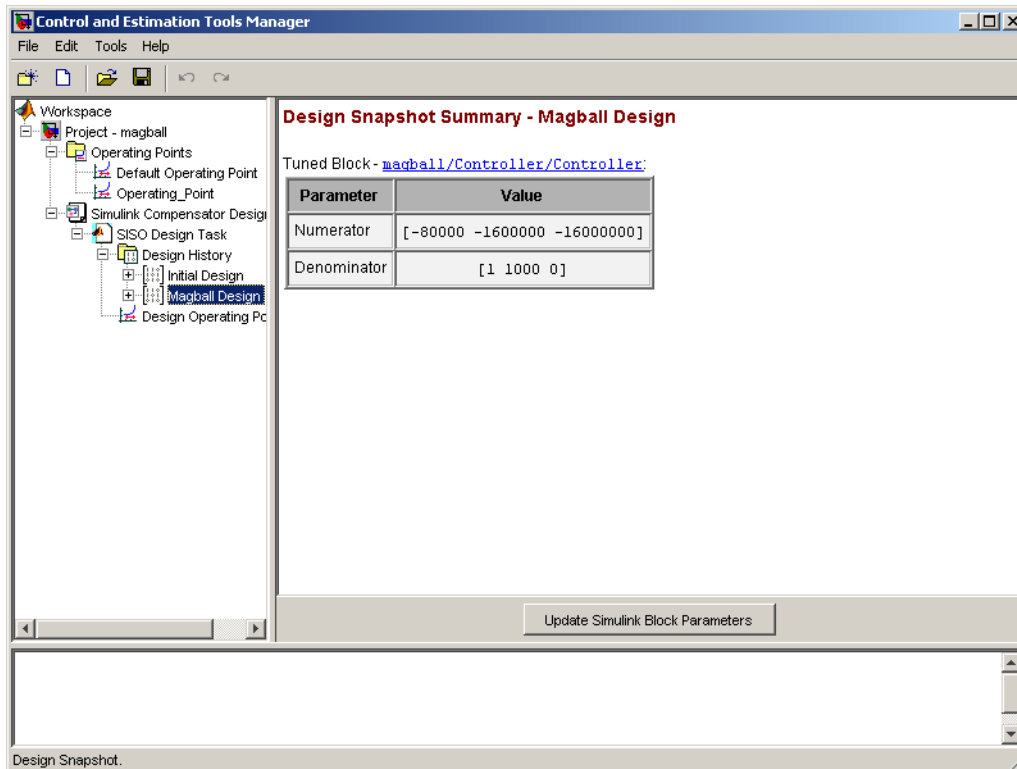 Control and Estimation Tools Manager
File Edit Tools Help
Workspace
Project - magball
Operating Points
Default Operating Point
Operating_Point
Simulink Compensator Desig
SISO Design Task
Design History
Initial Design
Magball Design
Design Operating Po
Design Snapshot Summary - Magball Design
Tuned Block - magball/Controller/Controller:
Parameter Value
Numerator [-80000 -1600000 -16000000]
Denominator [1 1000 0]
Update Simulink Block Parameters
Design Snapshot.